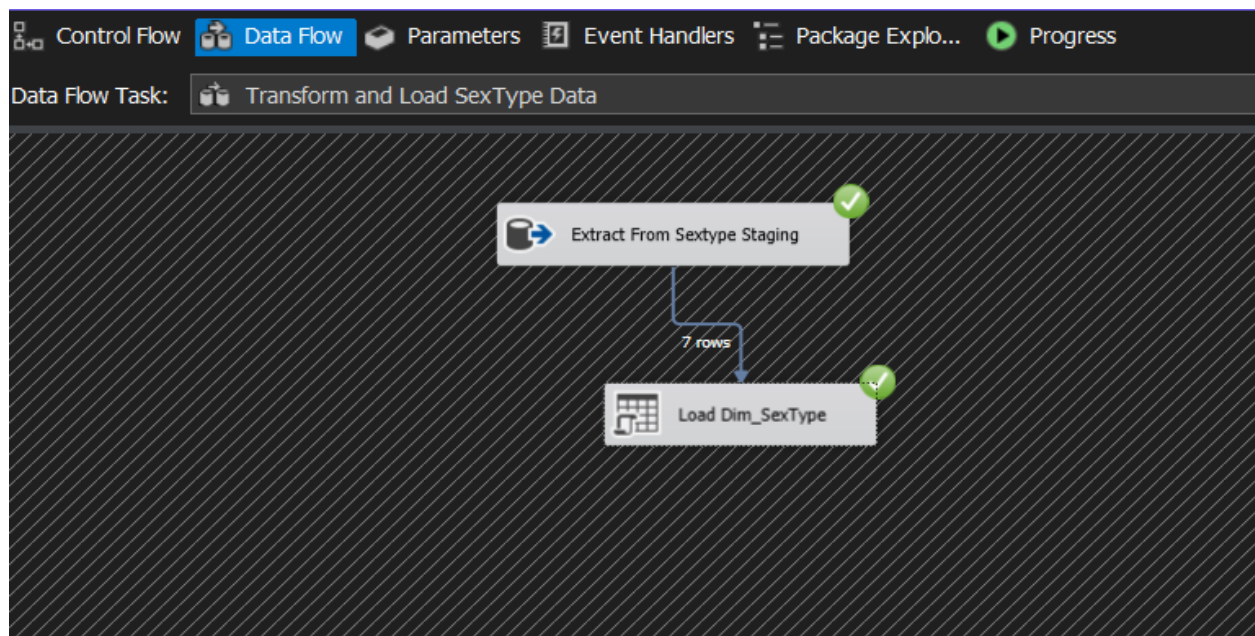 Control Flow Data Flow Parameters Event Handlers Package Explo... Progress
Data Flow Task: Transform and Load SexType Data
Extract From Sextype Staging
7 rows
Load Dim_SexType